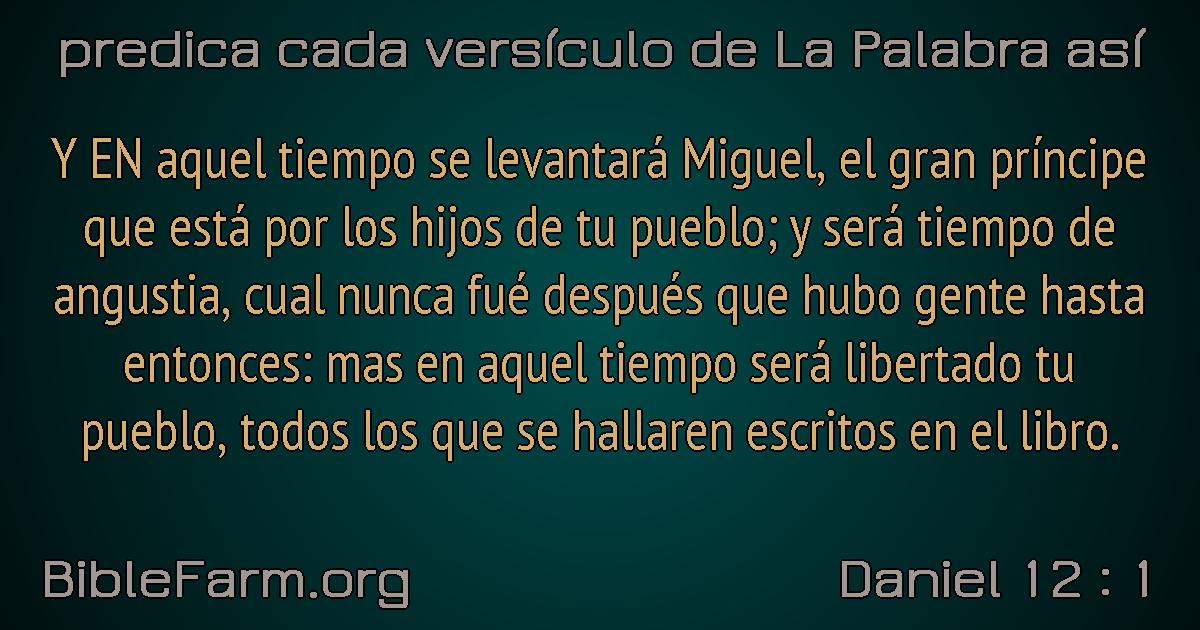 predica cada versículo de La Palabra así
Y EN aquel tiempo se levantará Miguel, el gran príncipe
que está por los hijos de tu pueblo; y será tiempo de
angustia, cual nunca fué después que hubo gente hasta
entonces: mas en aquel tiempo será libertado tu
pueblo, todos los que se hallaren escritos en el libro.
BibleFarm.org
Daniel 12 : 1